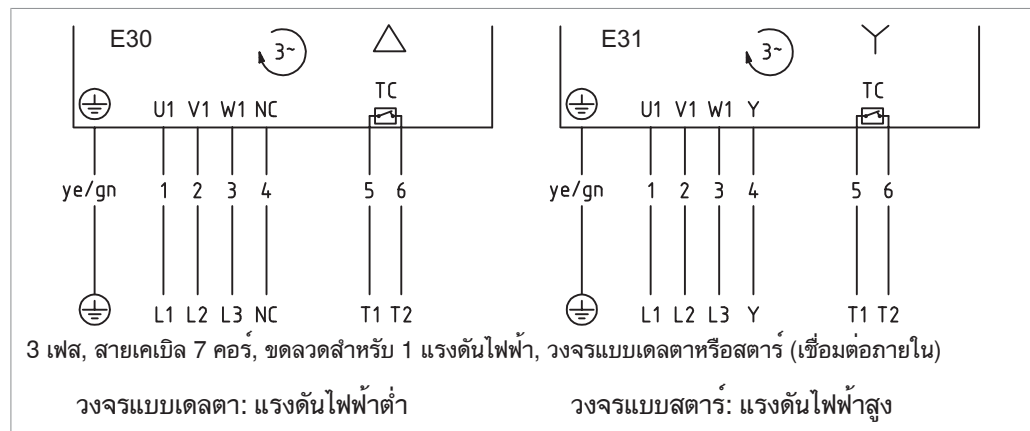 E30 3~ E31 3~
TC TC
U1 V1 W1 NC U1 V1 W1 Y
ye/gn 1 2 3 4 5 6 ye/gn 1 2 3 4 5 6
L1 L2 L3 NC T1 T2 L1 L2 L3 Y T1 T2
3 เฟส, สายเคเบิล 7 คอร์, ขดลวดสำหรับ 1 แรงดันไฟฟ้า, วงจรแบบเดลตาหรือสตาร์ (เชื่อมต่อภายใน)
วงจรแบบเดลตา: แรงดันไฟฟ้าต่ำ วงจรแบบสตาร์: แรงดันไฟฟ้าสูง